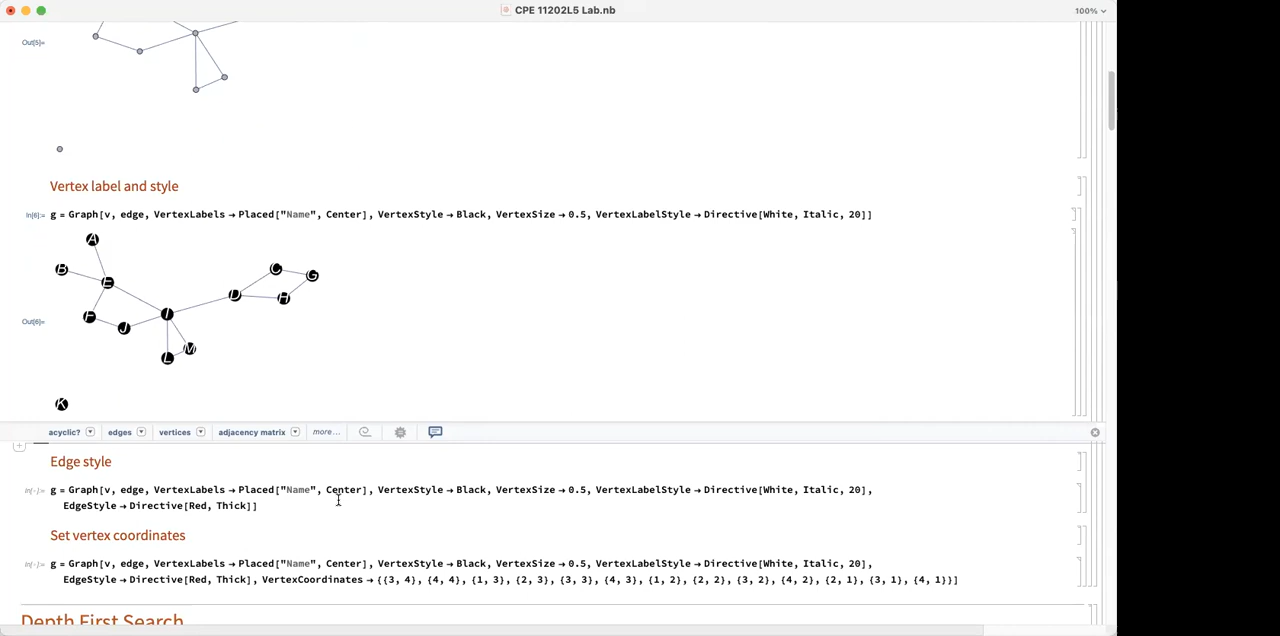 CPE 11202L5 Lab.nb
100%
Out[5]=
Vertex label and style
In[6]:= g = Graph[v, edge, VertexLabels → Placed["Name", Center], VertexStyle → Black, VertexSize → 0.5, VertexLabelStyle → Directive[White, Italic, 20]]
A
B
C
G
E
D
H
F
J
I
L
M
Out[6]=
K
acyclic? edges vertices adjacency matrix more...
Edge style
In[-]:= g = Graph[v, edge, VertexLabels → Placed["Name", Center], VertexStyle → Black, VertexSize → 0.5, VertexLabelStyle → Directive[White, Italic, 20],
EdgeStyle → Directive[Red, Thick]]
Set vertex coordinates
In[-]:= g = Graph[v, edge, VertexLabels → Placed["Name", Center], VertexStyle → Black, VertexSize → 0.5, VertexLabelStyle → Directive[White, Italic, 20],
EdgeStyle → Directive[Red, Thick], VertexCoordinates → {{3, 4}, {4, 4}, {1, 3}, {2, 3}, {3, 3}, {4, 3}, {1, 2}, {2, 2}, {3, 2}, {4, 2}, {2, 1}, {3, 1}, {4, 1}}]
Depth First Search